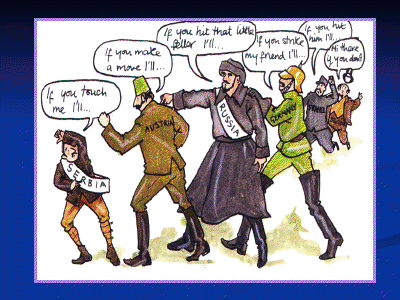 If you touch
me I'll...
If you make
a move I'll...
If you hit that little
feller I'll...
If you strike
my friend I'll...
If you hit
him I'll...
Hi there
if you don't
SERBIA
AUSTRIA
RUSSIA
GERMANY
FRANCE